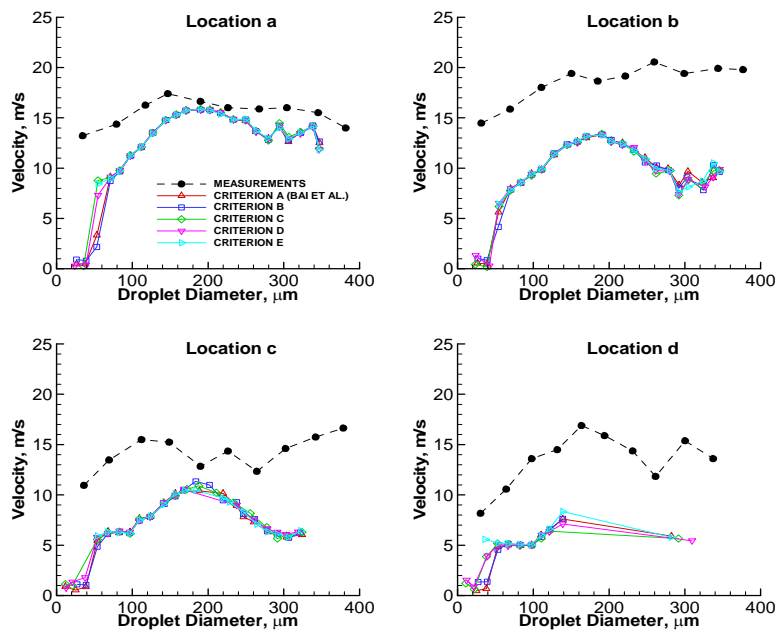 Location a
25
20
15
10
5
0
Velocity, m/s
MEASUREMENTS
CRITERION A (BAI ET AL.)
CRITERION B
CRITERION C
CRITERION D
CRITERION E
0 100 200 300 400
Droplet Diameter, μm
Location b
25
20
15
10
5
0
Velocity, m/s
0 100 200 300 400
Droplet Diameter, μm
Location c
25
20
15
10
5
0
Velocity, m/s
0 100 200 300 400
Droplet Diameter, μm
Location d
25
20
15
10
5
0
Velocity, m/s
0 100 200 300 400
Droplet Diameter, μm